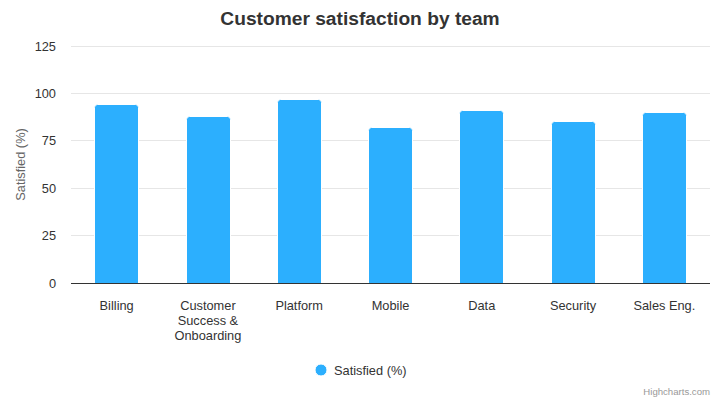 Customer satisfaction by team
125
100
75
50
25
0
Satisfied (%)
Billing
Customer
Success &
Onboarding
Platform
Mobile
Data
Security
Sales Eng.
Satisfied (%)
Highcharts.com